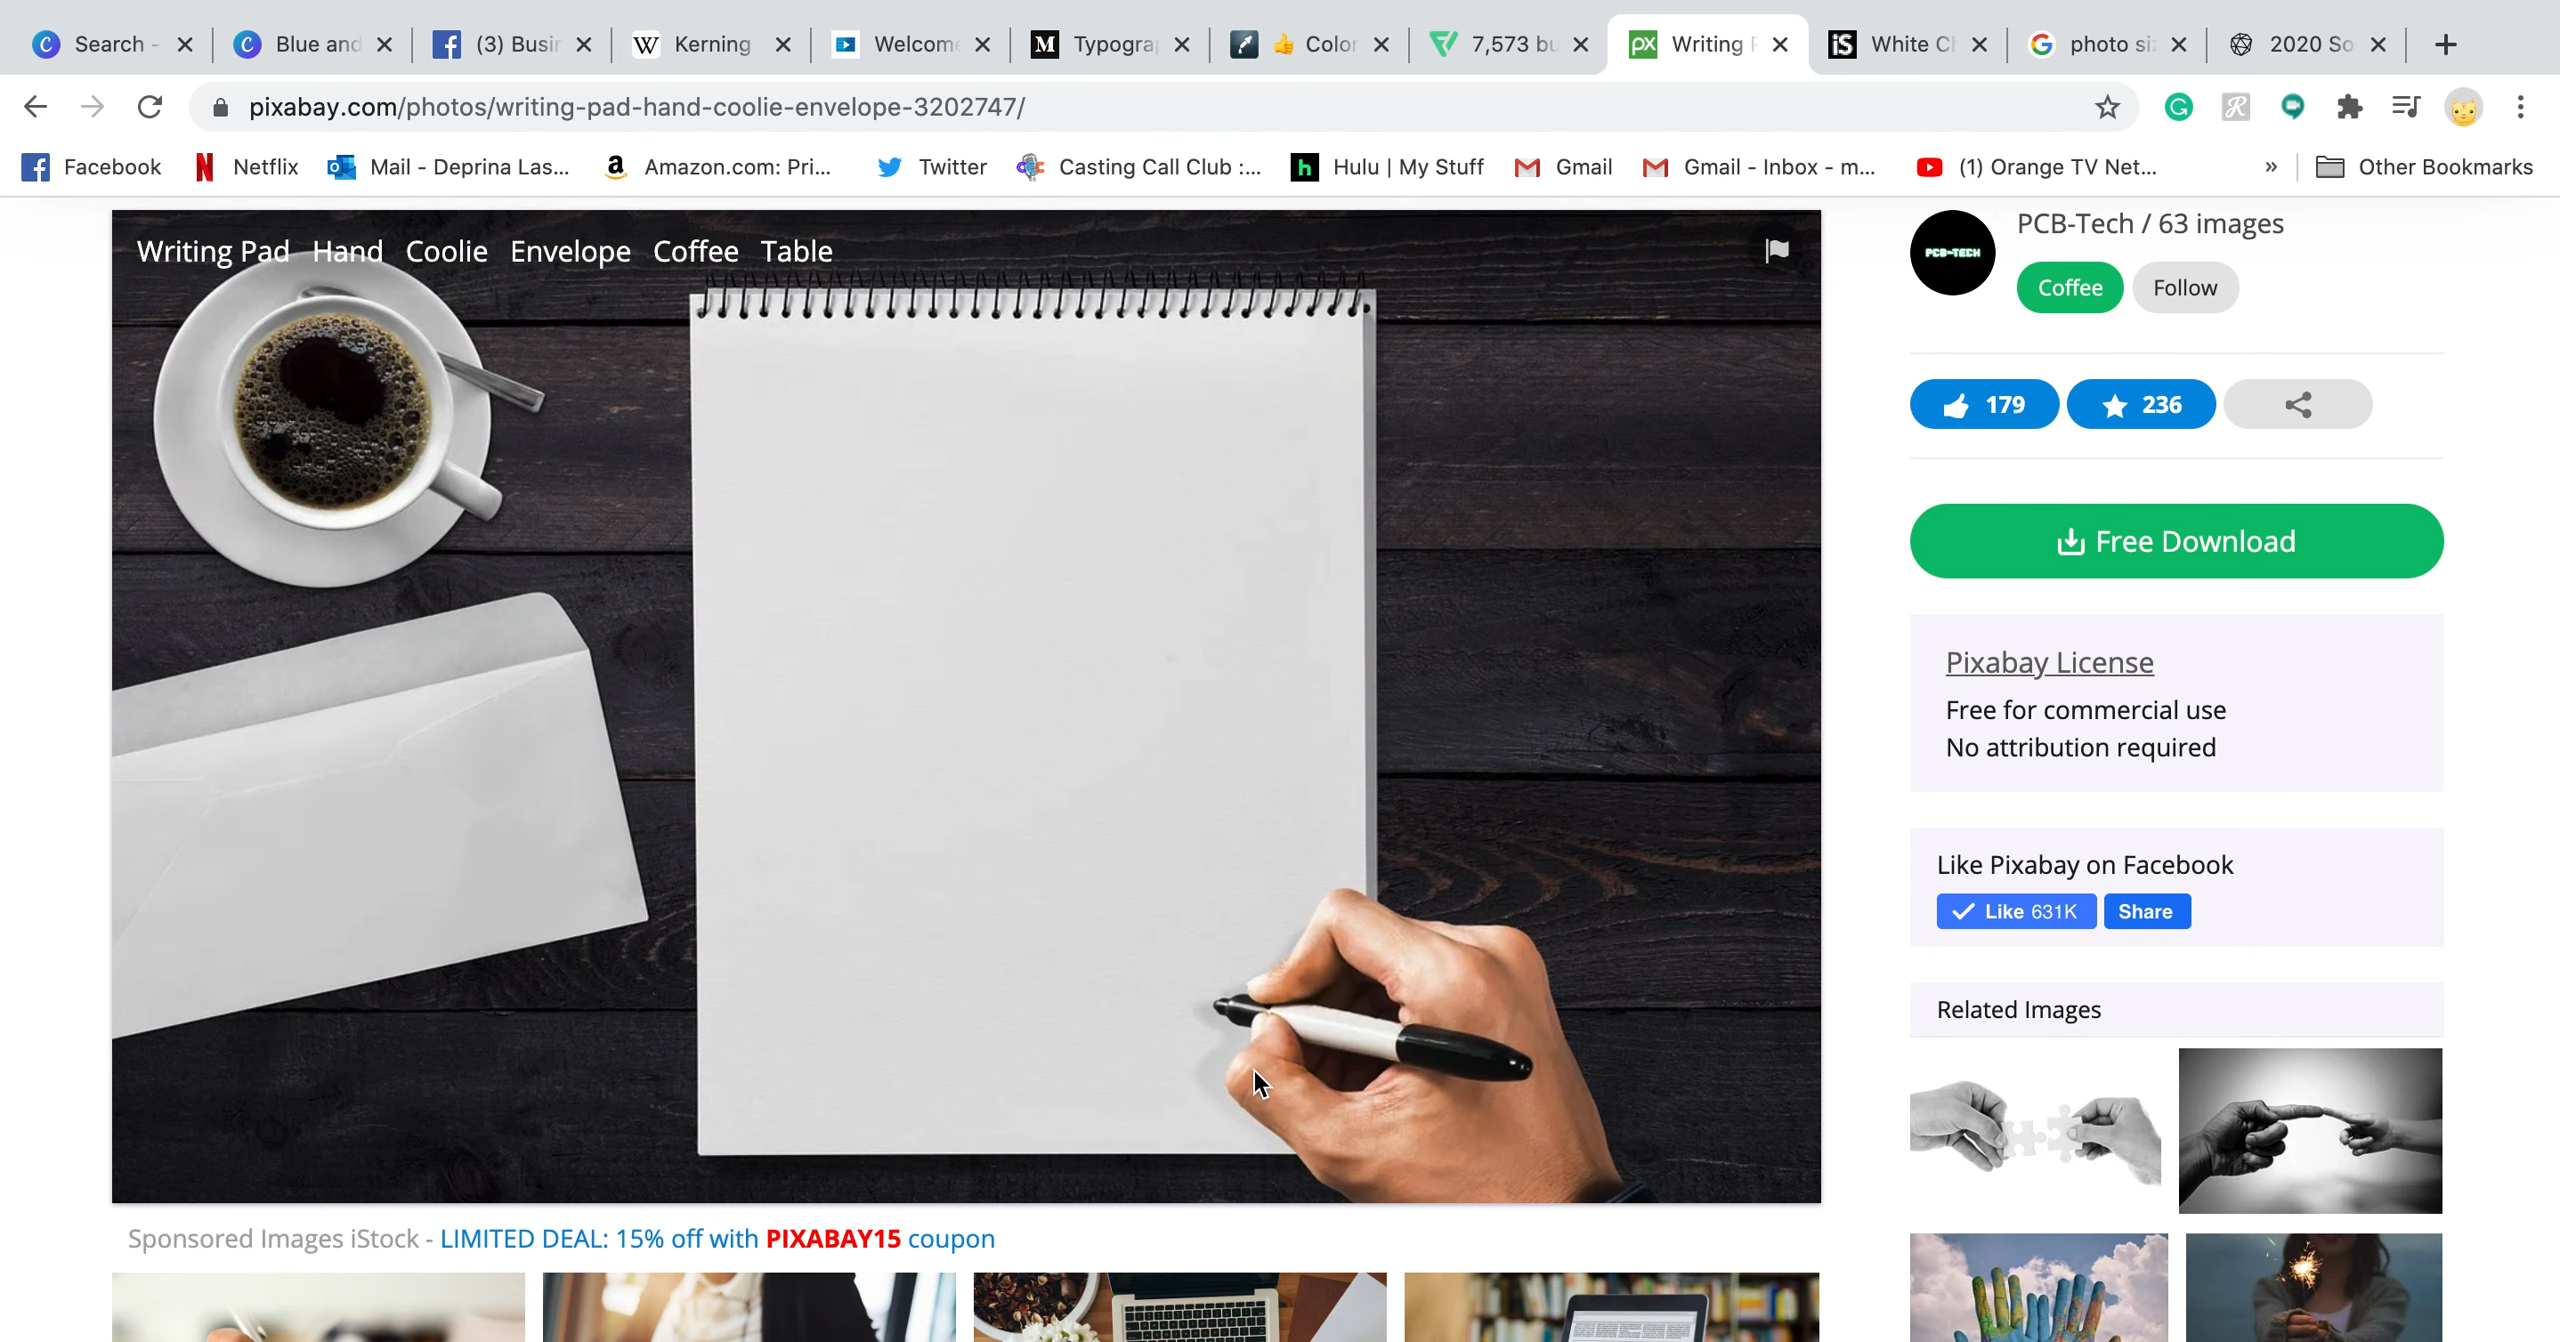 Search -
Blue and
(3) Busin
Kerning
Welcome
Typogra
👍 Color
7,573 bu
Writing P
White Ch
photo si
2020 So
pixabay.com/photos/writing-pad-hand-coolie-envelope-3202747/
Facebook
Netflix
Mail - Deprina Las...
Amazon.com: Pri...
Twitter
Casting Call Club :...
Hulu | My Stuff
Gmail
Gmail - Inbox - m...
(1) Orange TV Net...
»
Other Bookmarks
Writing Pad Hand Coolie Envelope Coffee Table
PCB-TECH
PCB-Tech / 63 images
Coffee
Follow
179
236
Free Download
Pixabay License
Free for commercial use
No attribution required
Like Pixabay on Facebook
Like 631K
Share
Related Images
Sponsored Images iStock - LIMITED DEAL: 15% off with PIXABAY15 coupon